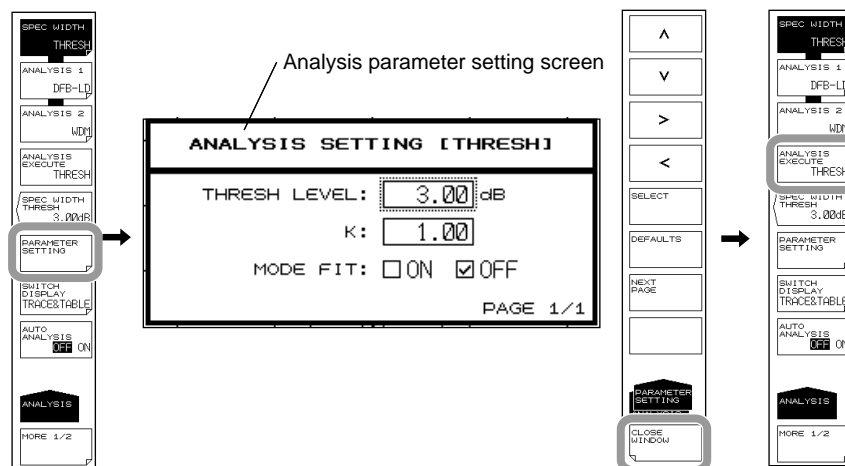 SPEC WIDTH
THRESH
ANALYSIS 1
DFB-LD
ANALYSIS 2
WDM
ANALYSIS
EXECUTE
THRESH
SPEC WIDTH
THRESH
3.00dB
PARAMETER
SETTING
SWITCH
DISPLAY
TRACE&TABLE
AUTO
ANALYSIS
OFF ON
ANALYSIS
MORE 1/2
Analysis parameter setting screen
ANALYSIS SETTING [THRESH]
THRESH LEVEL: 3.00 dB
K: 1.00
MODE FIT: ☐ON ☑OFF
PAGE 1/1
∧
∨
>
<
SELECT
DEFAULTS
NEXT
PAGE
PARAMETER
SETTING
CLOSE
WINDOW
SPEC WIDTH
THRESH
ANALYSIS 1
DFB-LD
ANALYSIS 2
WDM
ANALYSIS
EXECUTE
THRESH
SPEC WIDTH
THRESH
3.00dB
PARAMETER
SETTING
SWITCH
DISPLAY
TRACE&TABLE
AUTO
ANALYSIS
OFF ON
ANALYSIS
MORE 1/2